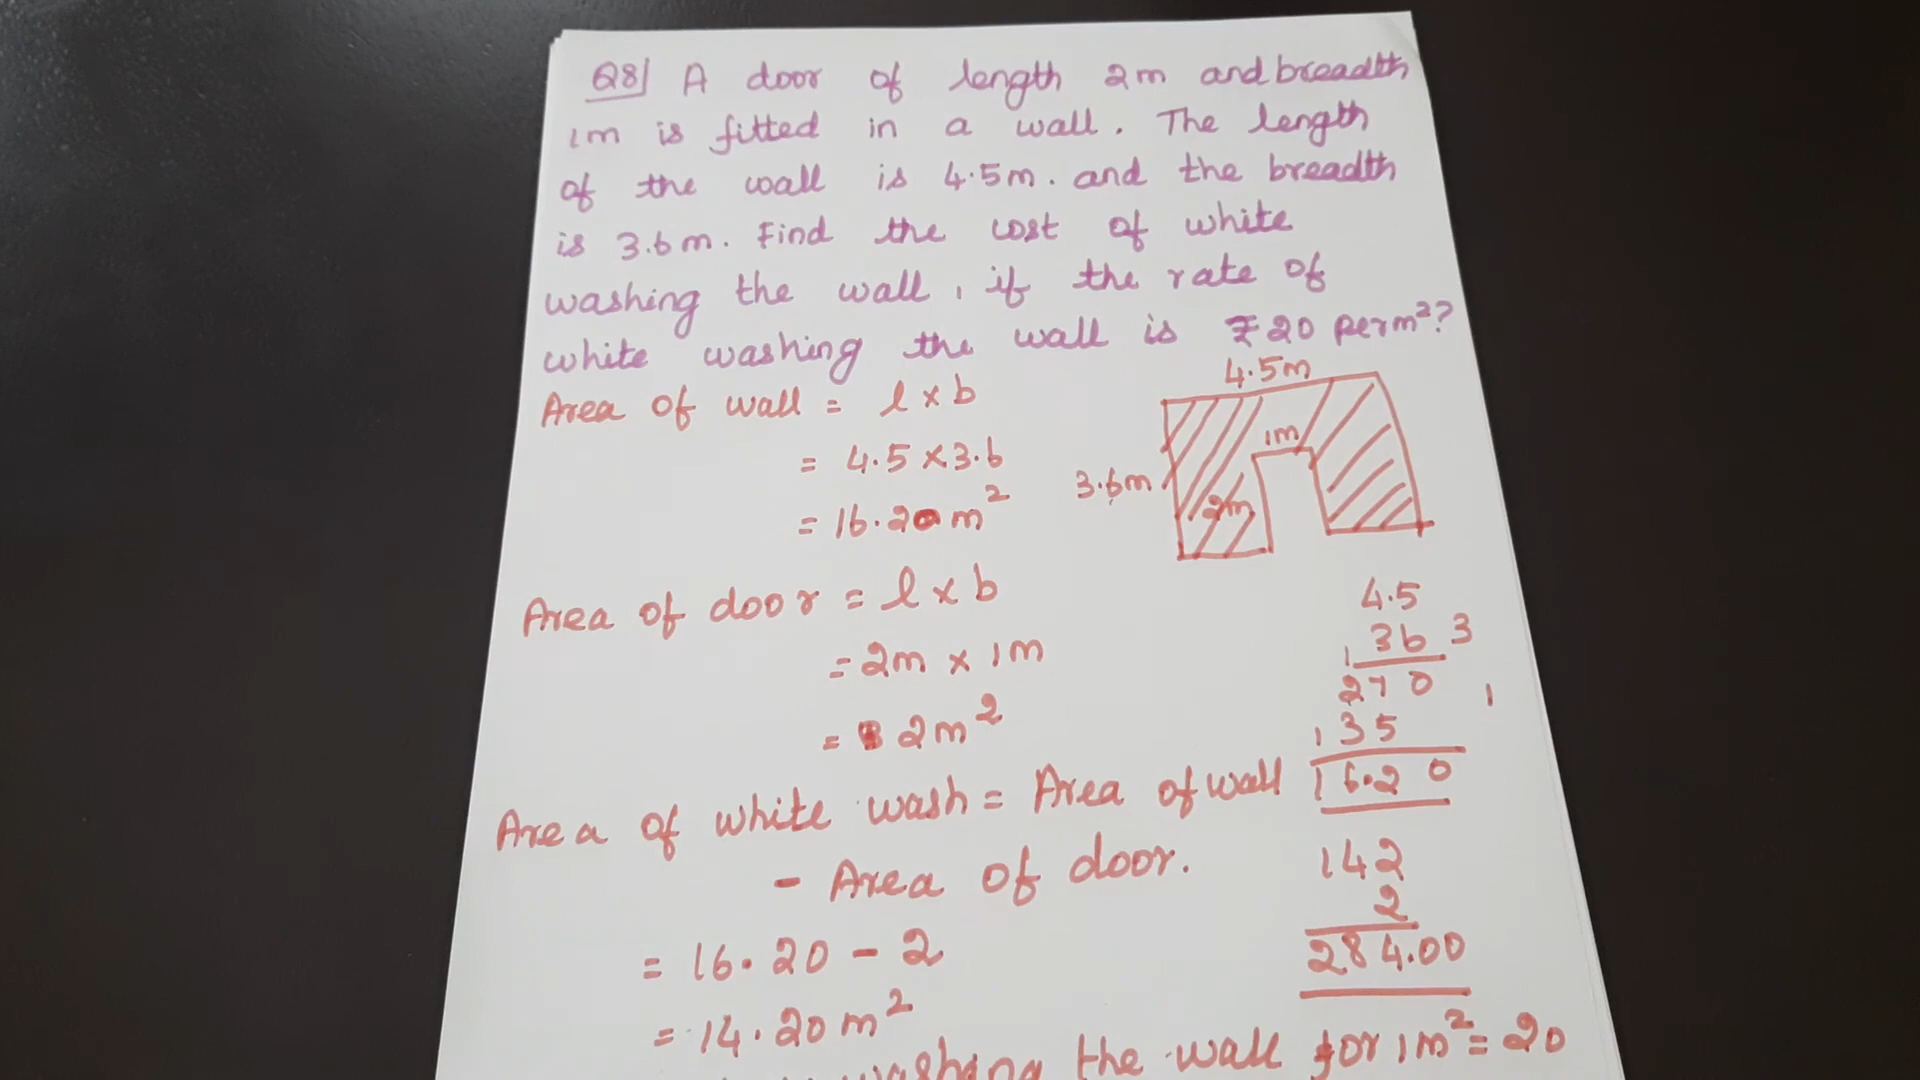 Q8| A door of length 2m and breadth
1m is fitted in a wall. The length
of the wall is 4.5m. and the breadth
is 3.6m. Find the cost of white
washing the wall, if the rate of
white washing the wall is ₹20 per m²?
4.5m
Area of wall = l x b
1m
= 4.5 x 3.6
3.6m
2m
= 16.20 m²
Area of door = l x b
= 2m x 1m
= 2m²
4.5
36 3
1
270 1
135
1
16.20
Area of white wash = Area of wall
- Area of door.
142
2
284.00
= 16.20 - 2
= 14.20 m²
washing the wall for 1m² = 20